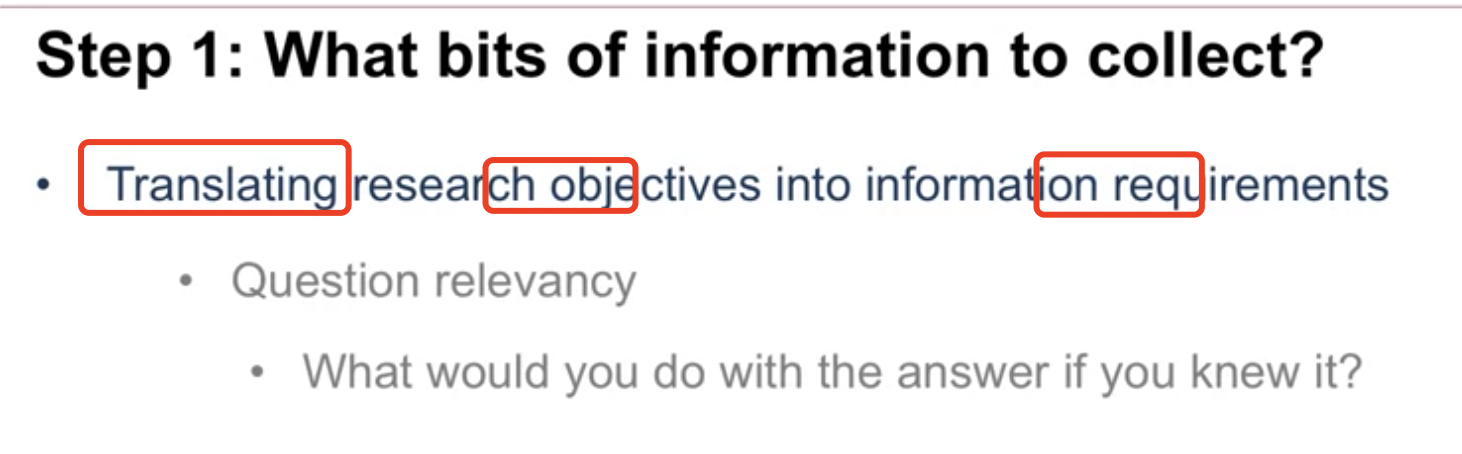 Step 1: What bits of information to collect?
• Translating research objectives into information requirements
• Question relevancy
• What would you do with the answer if you knew it?